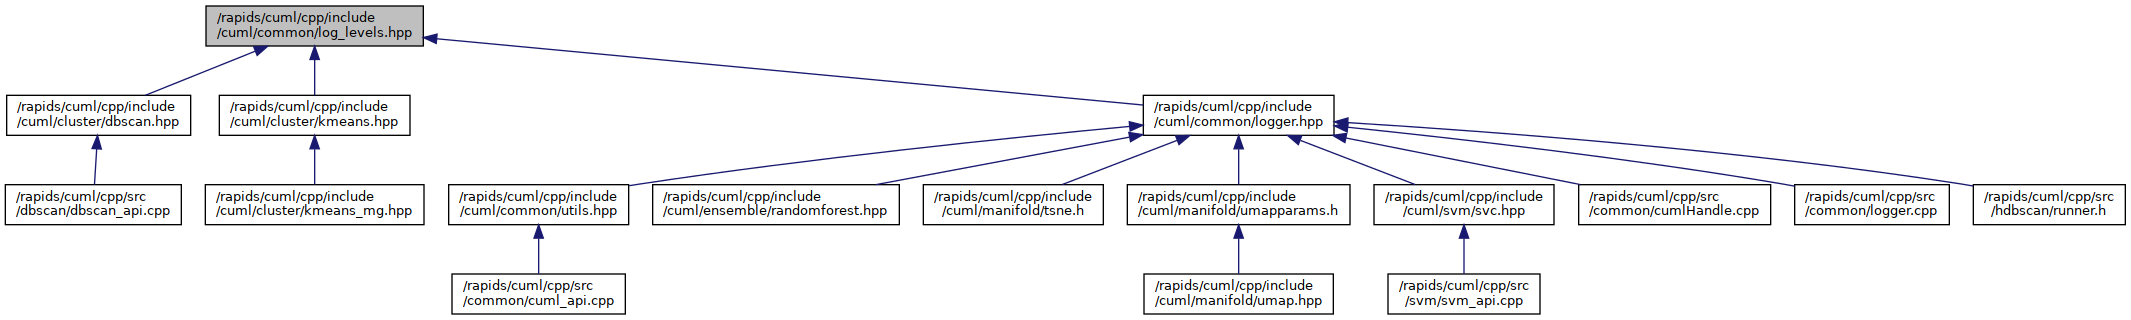 /rapids/cuml/cpp/include
/cuml/common/log_levels.hpp
/rapids/cuml/cpp/include
/cuml/cluster/dbscan.hpp
/rapids/cuml/cpp/include
/cuml/cluster/kmeans.hpp
/rapids/cuml/cpp/include
/cuml/common/logger.hpp
/rapids/cuml/cpp/src
/dbscan/dbscan_api.cpp
/rapids/cuml/cpp/include
/cuml/cluster/kmeans_mg.hpp
/rapids/cuml/cpp/include
/cuml/common/utils.hpp
/rapids/cuml/cpp/include
/cuml/ensemble/randomforest.hpp
/rapids/cuml/cpp/include
/cuml/manifold/tsne.h
/rapids/cuml/cpp/include
/cuml/manifold/umapparams.h
/rapids/cuml/cpp/include
/cuml/svm/svc.hpp
/rapids/cuml/cpp/src
/common/cumlHandle.cpp
/rapids/cuml/cpp/src
/common/logger.cpp
/rapids/cuml/cpp/src
/hdbscan/runner.h
/rapids/cuml/cpp/src
/common/cuml_api.cpp
/rapids/cuml/cpp/include
/cuml/manifold/umap.hpp
/rapids/cuml/cpp/src
/svm/svm_api.cpp